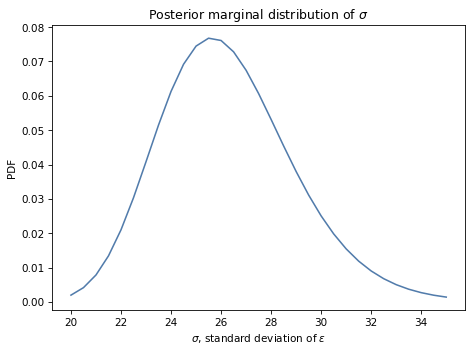 Posterior marginal distribution of σ
PDF
0.08
0.07
0.06
0.05
0.04
0.03
0.02
0.01
0.00
20 22 24 26 28 30 32 34
σ, standard deviation of ε